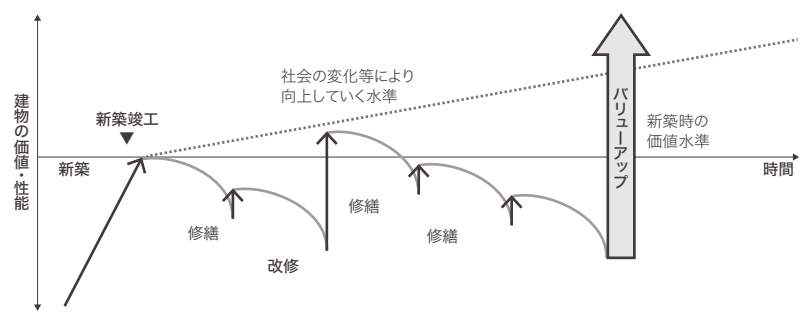 建物の価値・性能
新築竣工
新築
社会の変化等により
向上していく水準
修繕
改修
修繕
修繕
バリューアップ
新築時の
価値水準
時間